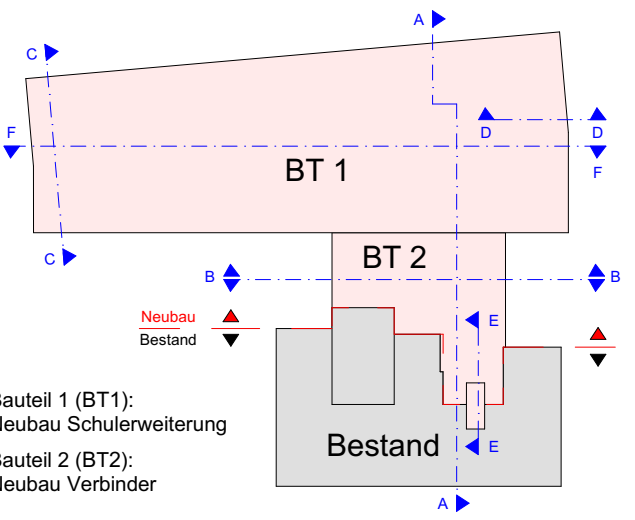 A
C
F
D
D
BT 1
F
C
BT 2
B
B
Neubau
Bestand
E
Bauteil 1 (BT1):
Neubau Schulerweiterung
Bestand
E
Bauteil 2 (BT2):
Neubau Verbinder
A